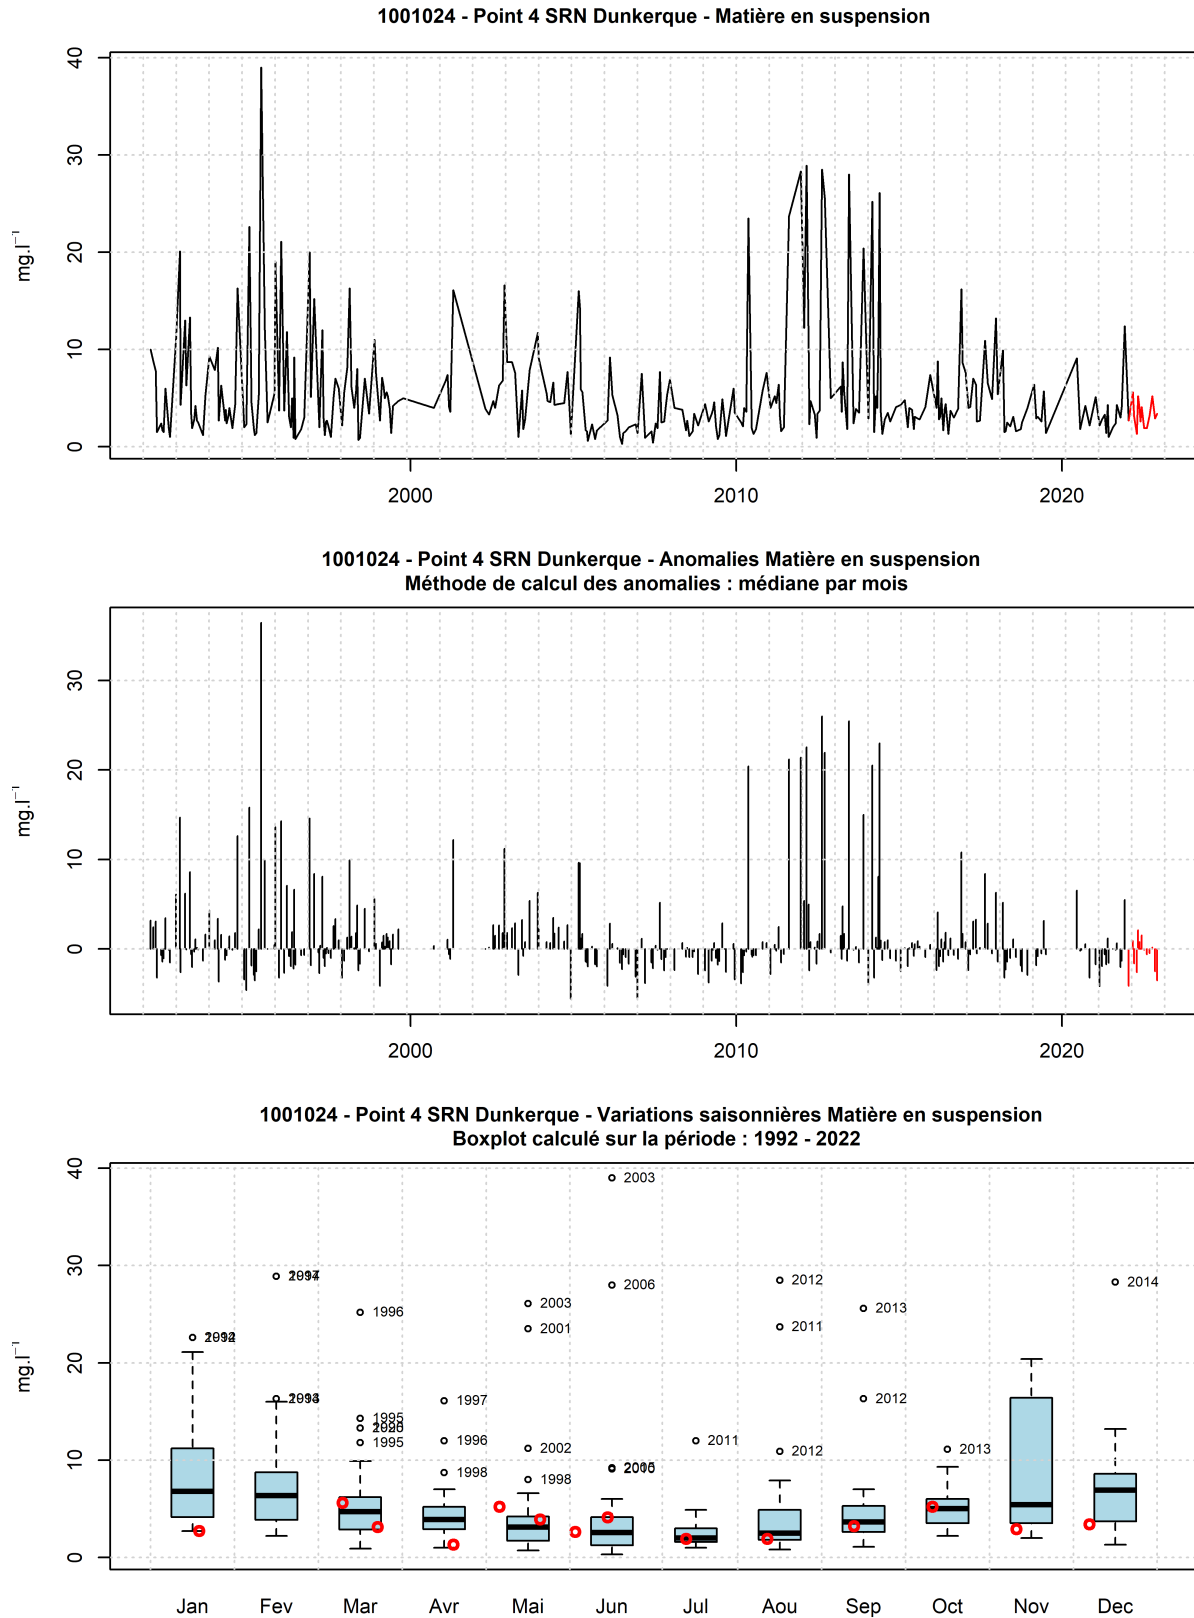 1001024 - Point 4 SRN Dunkerque - Matière en suspension
40
30
20
10
0
mg.l⁻¹
2000
2010
2020
1001024 - Point 4 SRN Dunkerque - Anomalies Matière en suspension
Méthode de calcul des anomalies : médiane par mois
30
20
10
0
mg.l⁻¹
2000
2010
2020
1001024 - Point 4 SRN Dunkerque - Variations saisonnières Matière en suspension
Boxplot calculé sur la période : 1992 - 2022
40
30
20
10
0
mg.l⁻¹
2003
2006
2012
2014
1996
2003
2001
2011
2013
1997
2012
1995
1995
1996
1998
2002
1998
2011
2012
2013
Jan
Fev
Mar
Avr
Mai
Jun
Jul
Aou
Sep
Oct
Nov
Dec